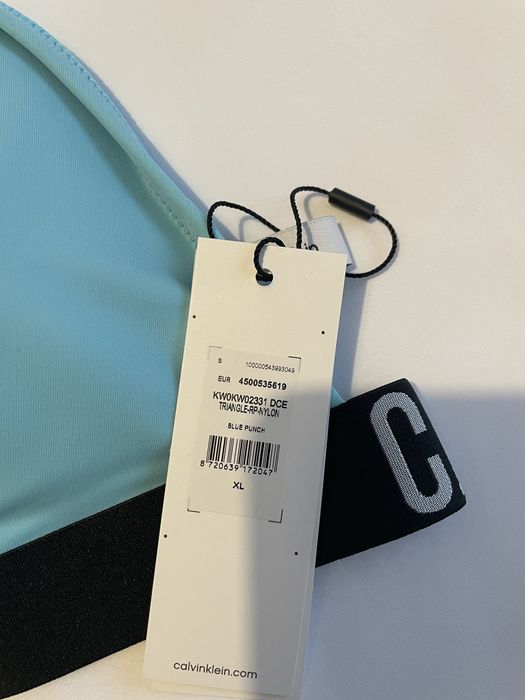 S 100000543993049
EUR 4500535619
KW0KW02331 DCE
TRIANGLE-RP-NYLON
BLUE PUNCH
8 720639 172047
XL
calvinklein.com
C